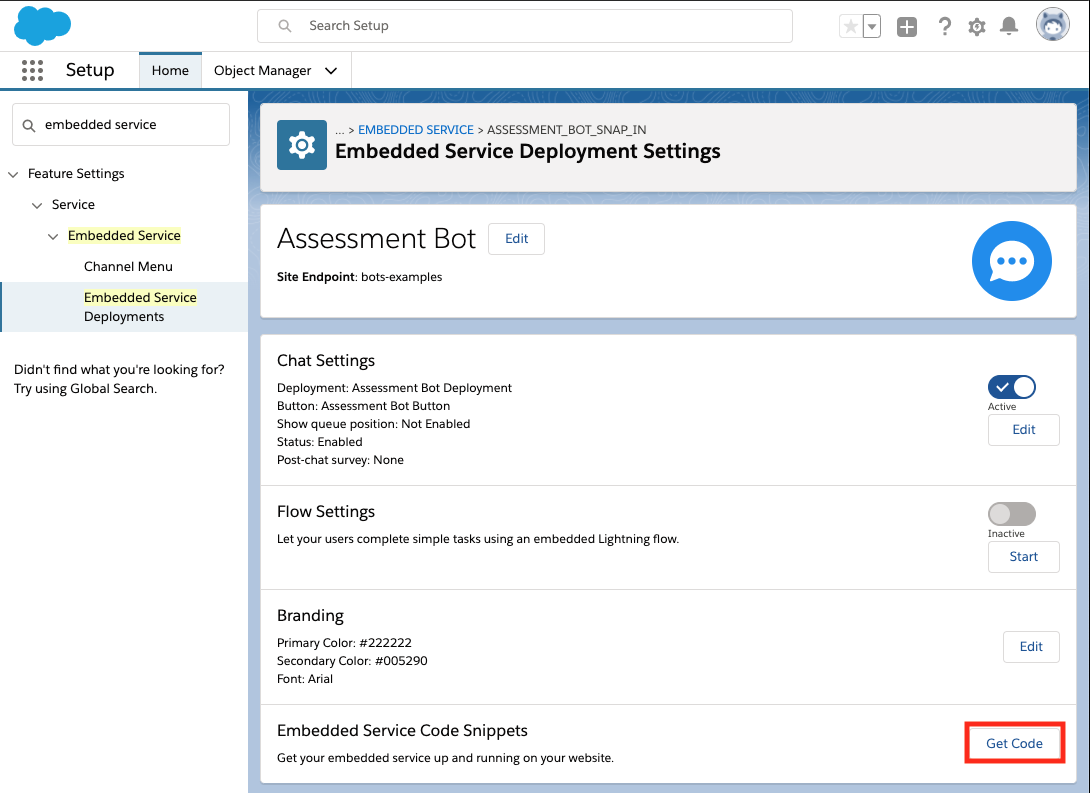 Search Setup
Setup
Home
Object Manager
embedded service
Feature Settings
Service
Embedded Service
Channel Menu
Embedded Service
Deployments
Didn't find what you're looking for?
Try using Global Search.
... > EMBEDDED SERVICE > ASSESSMENT_BOT_SNAP_IN
Embedded Service Deployment Settings
Assessment Bot
Edit
Site Endpoint: bots-examples
Chat Settings
Deployment: Assessment Bot Deployment
Button: Assessment Bot Button
Show queue position: Not Enabled
Status: Enabled
Post-chat survey: None
Active
Edit
Flow Settings
Let your users complete simple tasks using an embedded Lightning flow.
Inactive
Start
Branding
Primary Color: #222222
Secondary Color: #005290
Font: Arial
Edit
Embedded Service Code Snippets
Get your embedded service up and running on your website.
Get Code